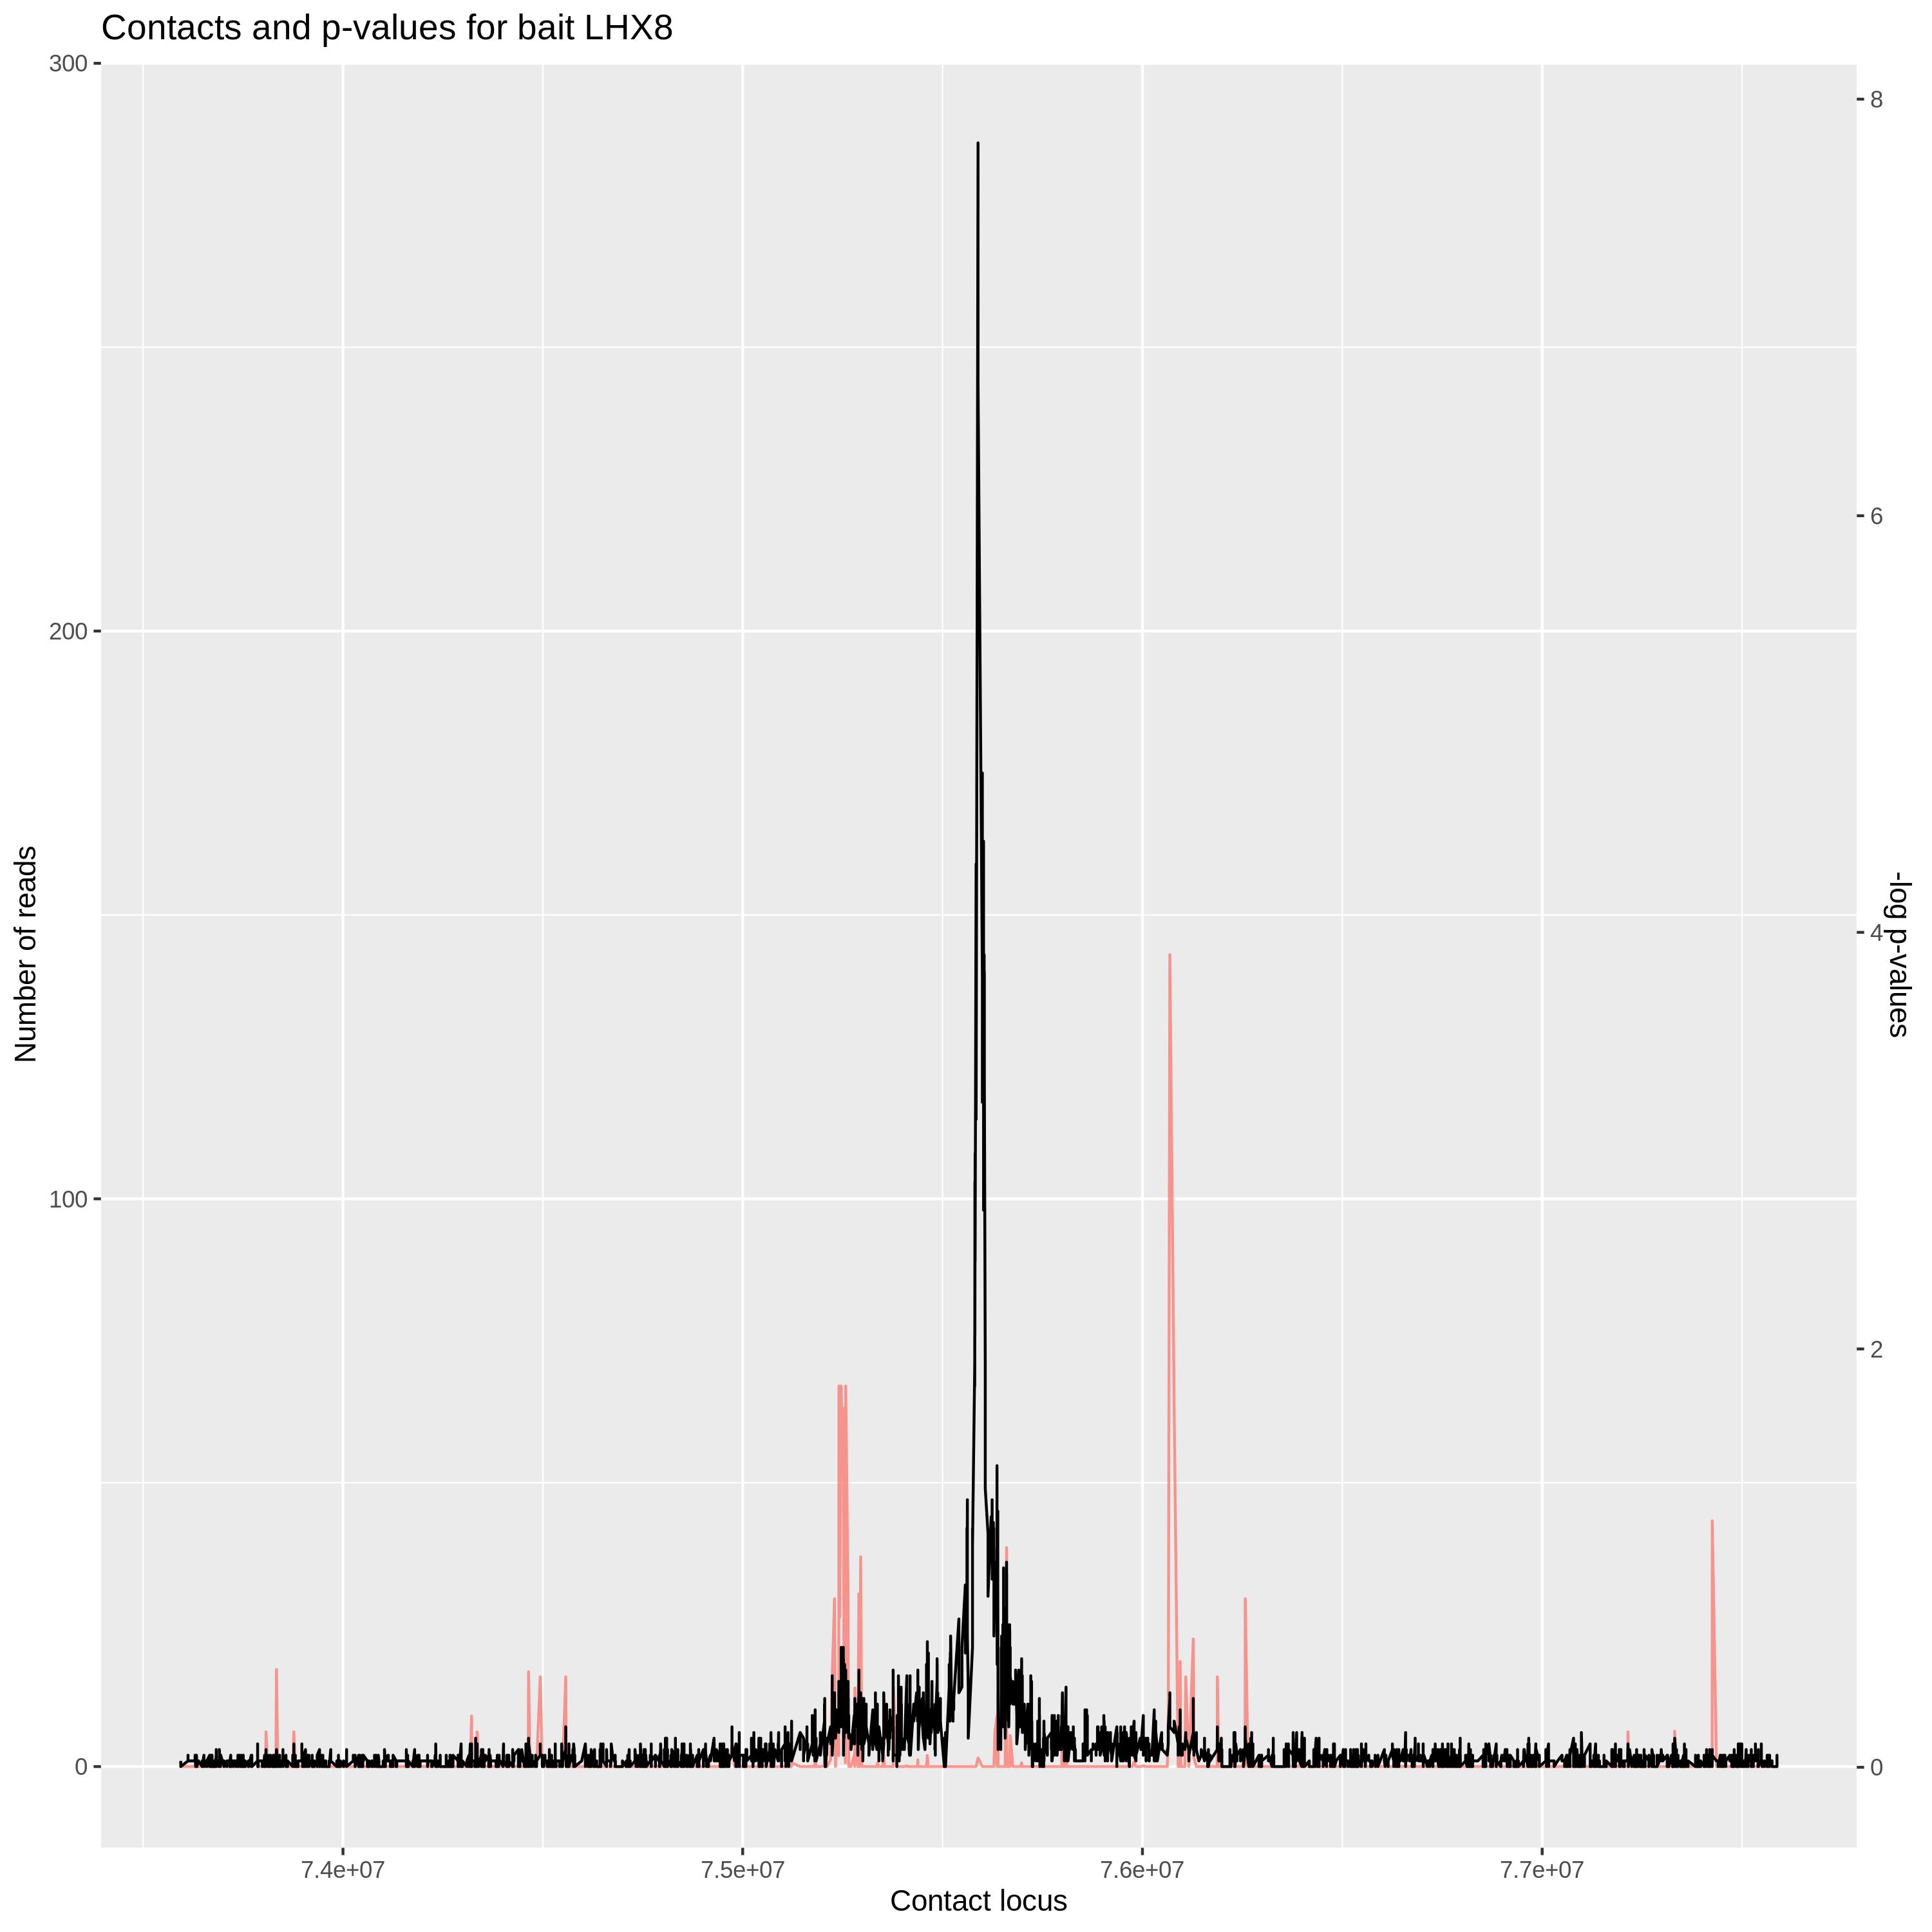 Contacts and p-values for bait LHX8
300
200
100
0
Number of reads
8
6
4
2
0
-log p-values
7.4e+07
7.5e+07
7.6e+07
7.7e+07
Contact locus